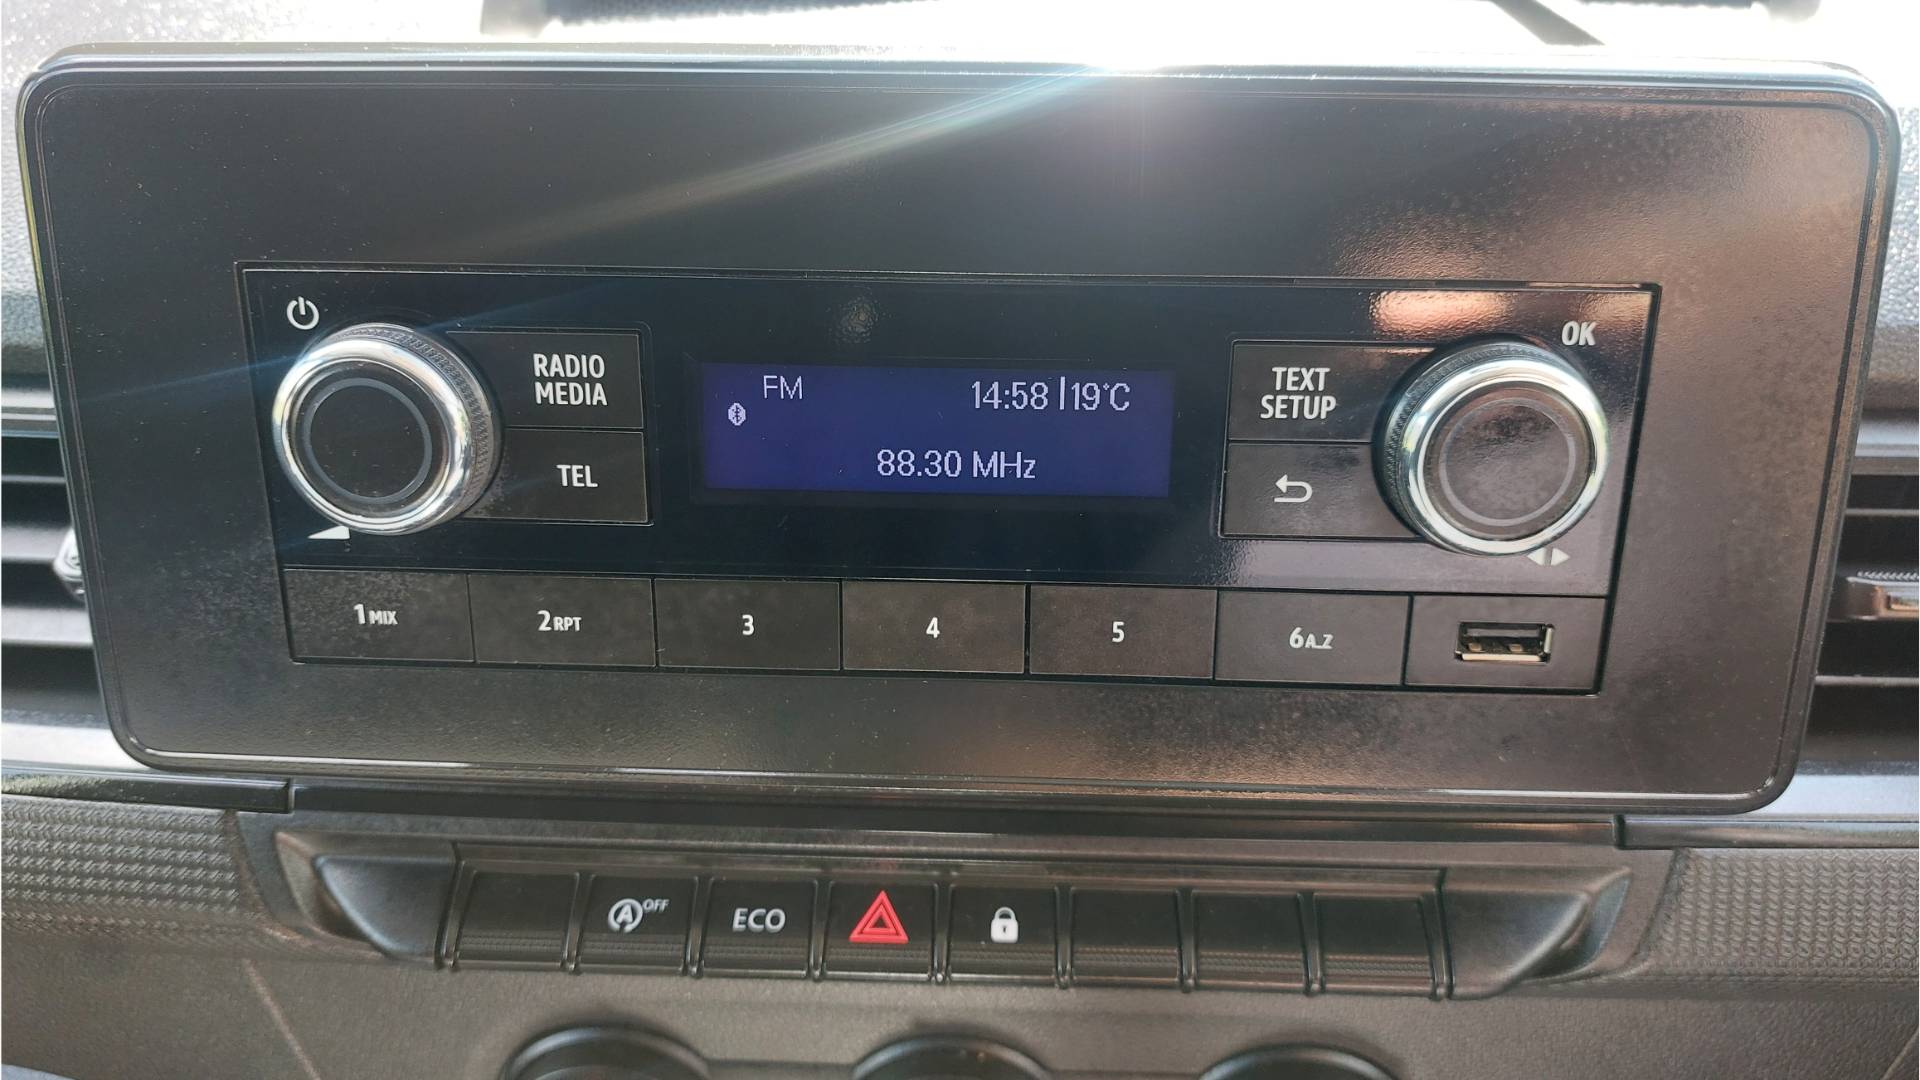 OK
RADIO
MEDIA
TEL
FM
14:58 | 19°C
88.30 MHz
TEXT
SETUP
1MIX
2RPT
3
4
5
6A..Z
A OFF
ECO